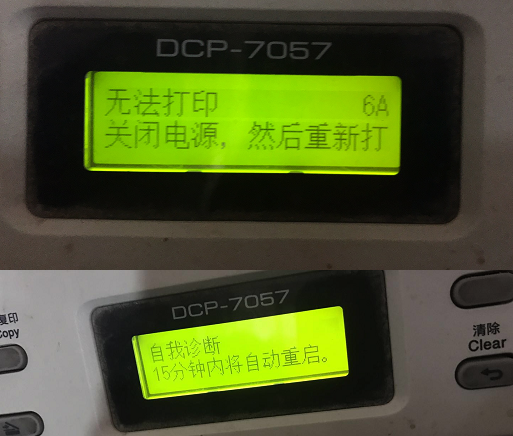 DCP-7057
无法打印 6A
关闭电源，然后重新打
DCP-7057
自我诊断
15分钟内将自动重启。
复印
Copy
清除
Clear